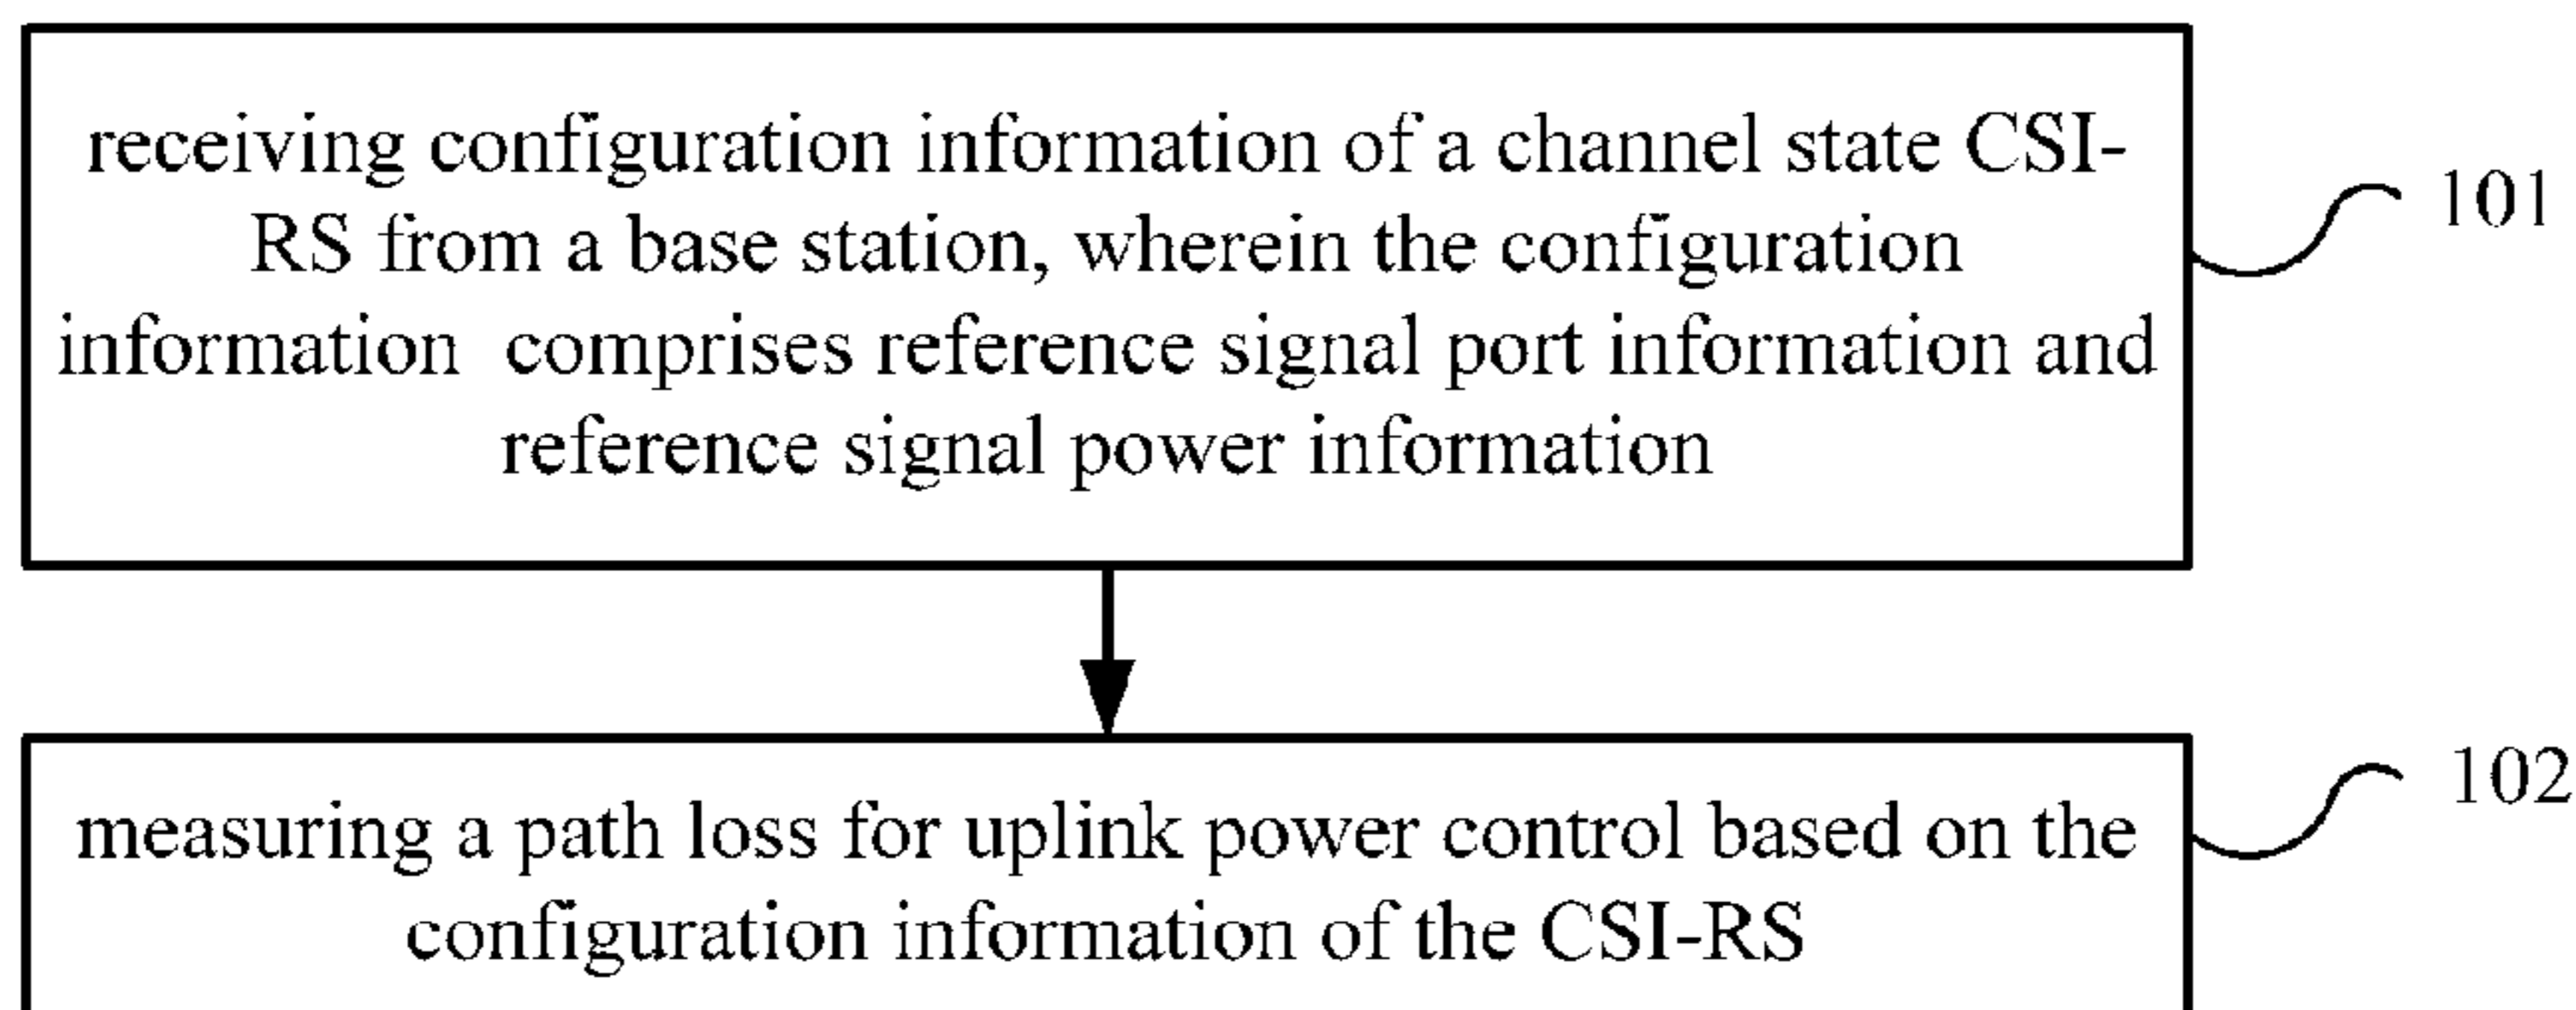 receiving configuration information of a channel state CSI-
RS from a base station, wherein the configuration
information comprises reference signal port information and
reference signal power information
101
measuring a path loss for uplink power control based on the
configuration information of the CSI-RS
102